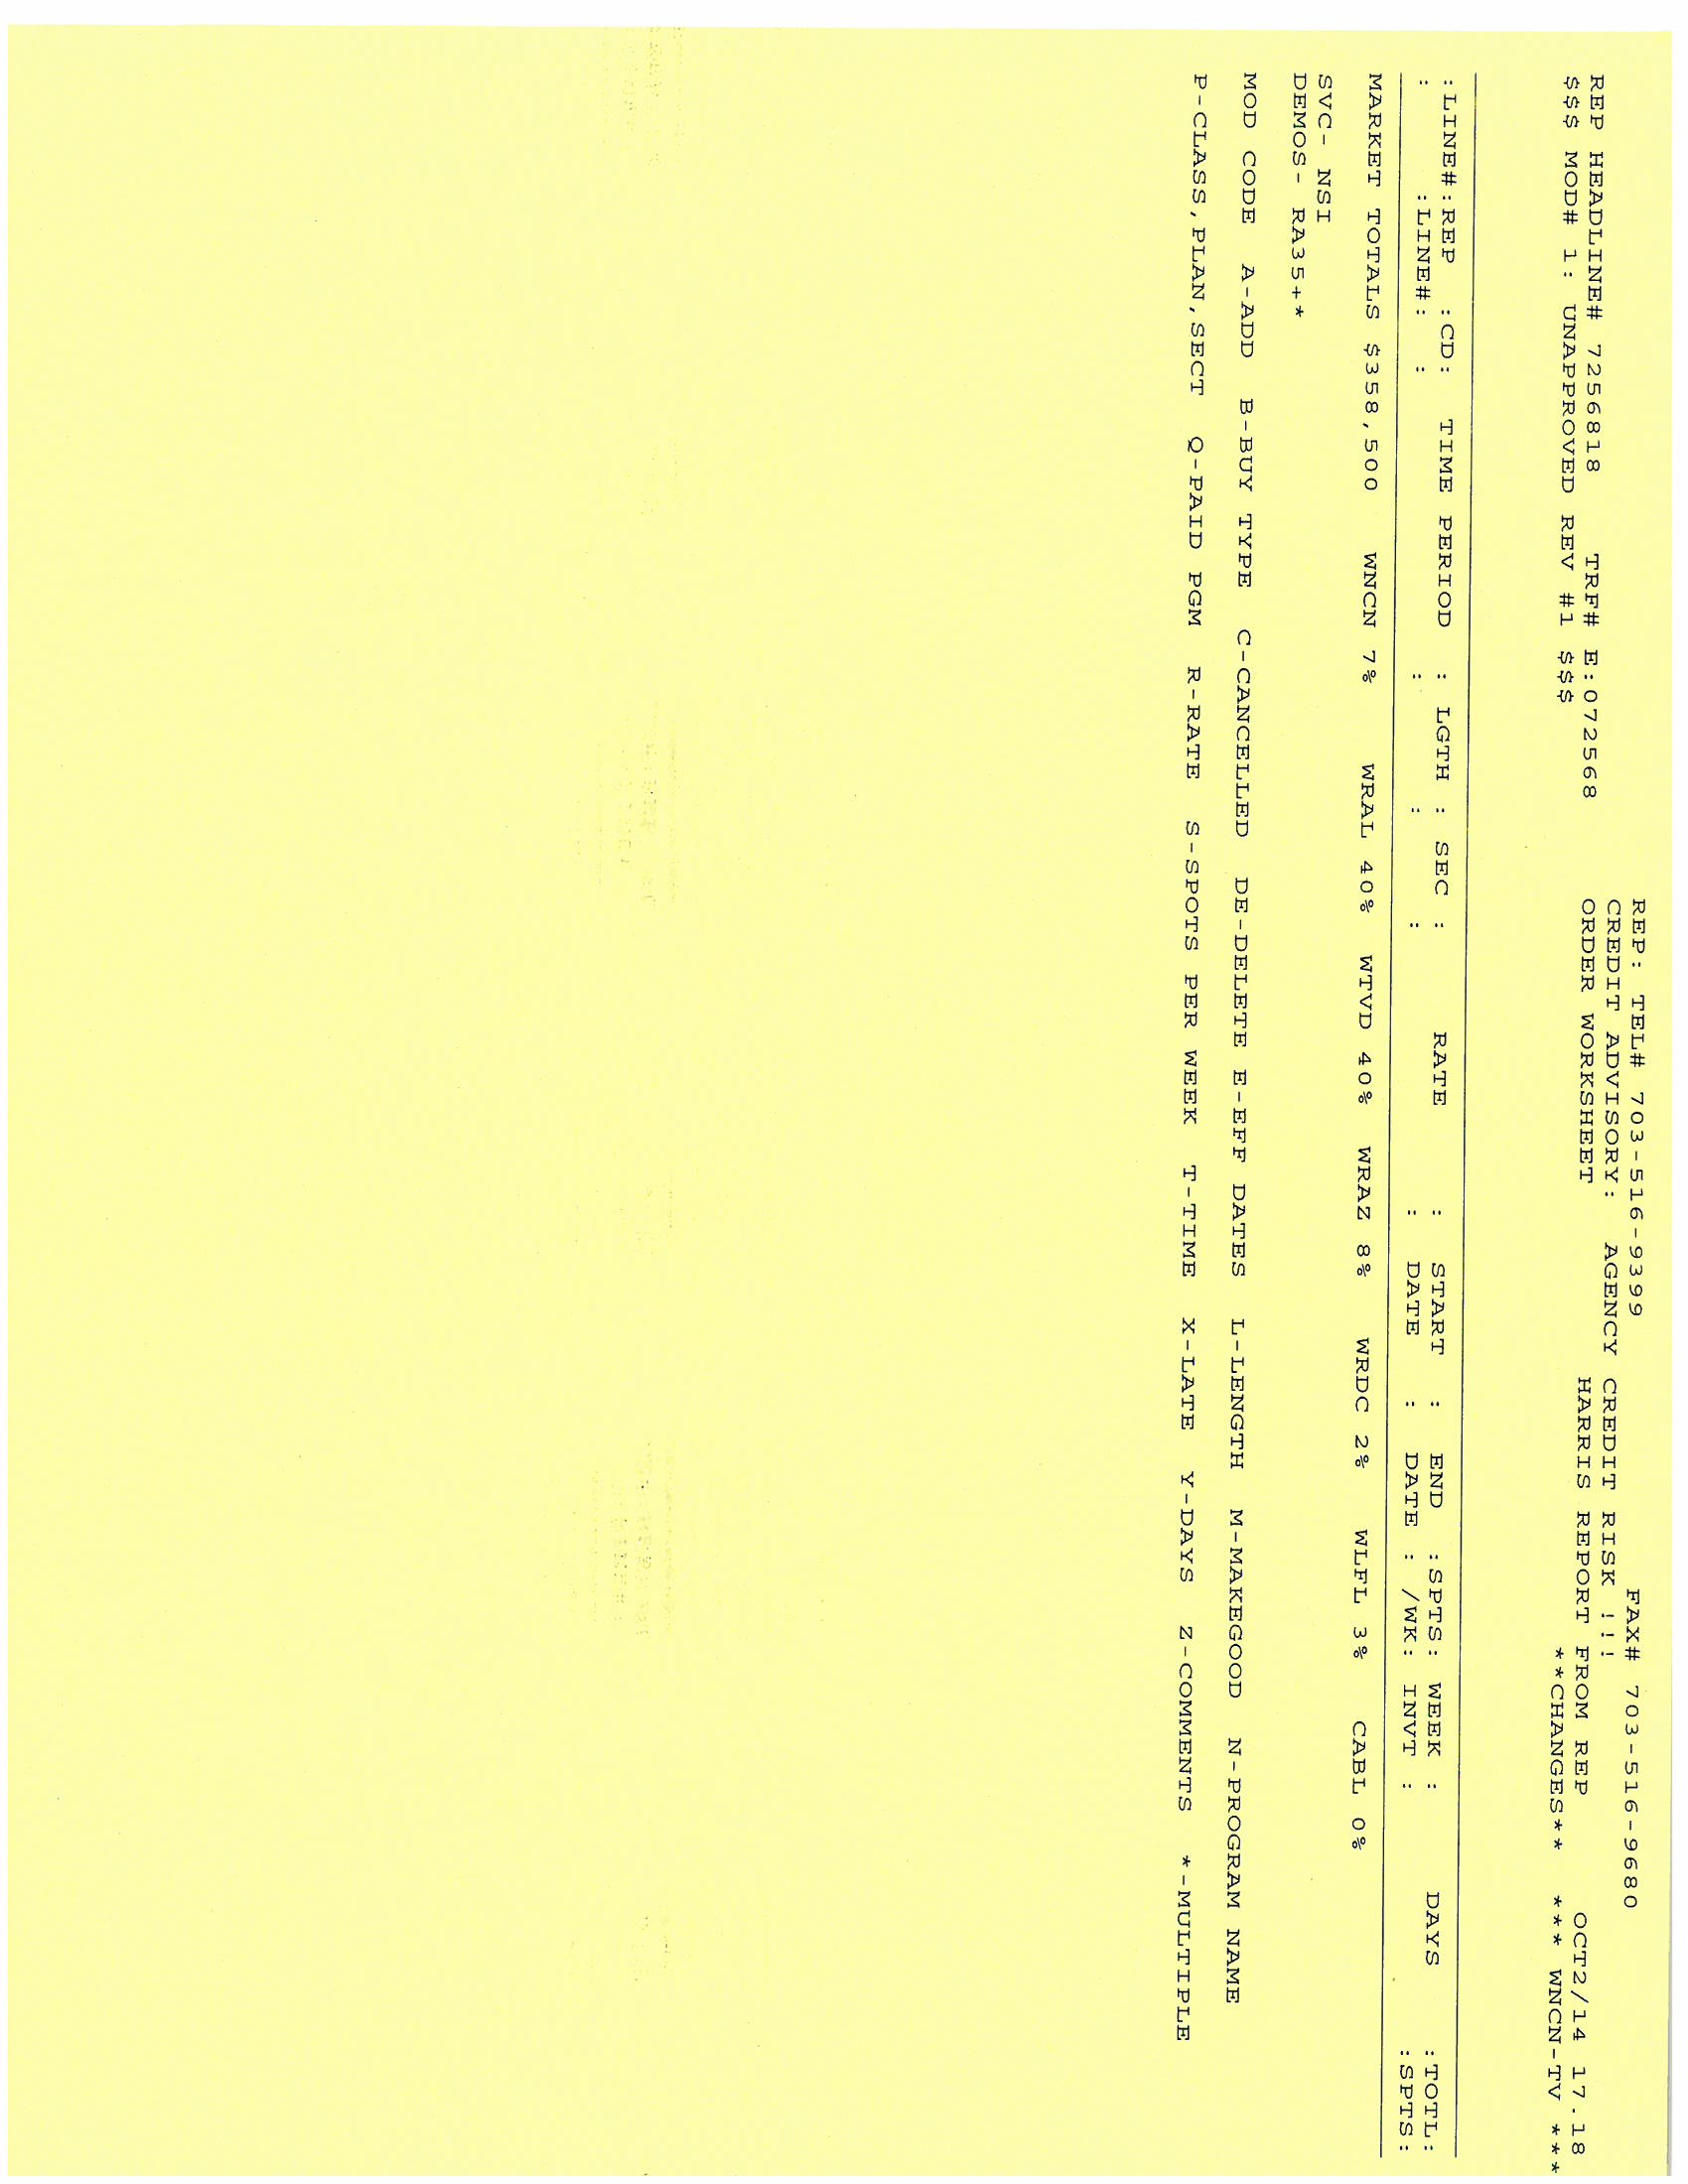 REP: TEL# 703-516-9399 FAX# 703-516-9680
CREDIT ADVISORY: AGENCY CREDIT RISK !!!
REP HEADLINE# 7256818 TRF# E:072568 ORDER WORKSHEET HARRIS REPORT FROM REP OCT2/14 17.18
$$$ MOD# 1: UNAPPROVED REV #1 $$$ **CHANGES** *** WNCN-TV ***
:LINE#:REP :CD: TIME PERIOD : LGTH : SEC : RATE : START : END :SPTS: WEEK : DAYS :TOTL:
: :LINE#: : : : : : DATE : DATE : /WK: INVT : :SPTS:
MARKET TOTALS $358,500 WNCN 7% WRAL 40% WTVD 40% WRAZ 8% WRDC 2% WLFL 3% CABL 0%
SVC- NSI
DEMOS- RA35+*
MOD CODE A-ADD B-BUY TYPE C-CANCELLED DE-DELETE E-EFF DATES L-LENGTH M-MAKEGOOD N-PROGRAM NAME
P-CLASS,PLAN,SECT Q-PAID PGM R-RATE S-SPOTS PER WEEK T-TIME X-LATE Y-DAYS Z-COMMENTS *-MULTIPLE